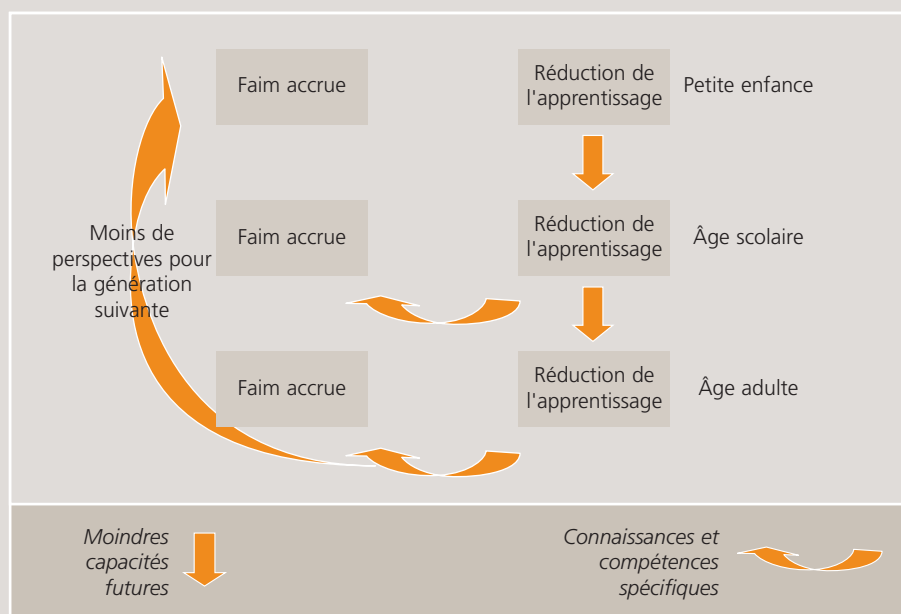 Faim accrue
Réduction de
l'apprentissage
Petite enfance
Moins de
perspectives pour
la génération
suivante
Faim accrue
Réduction de
l'apprentissage
Âge scolaire
Faim accrue
Réduction de
l'apprentissage
Âge adulte
Moindres
capacités
futures
Connaissances et
compétences
spécifiques